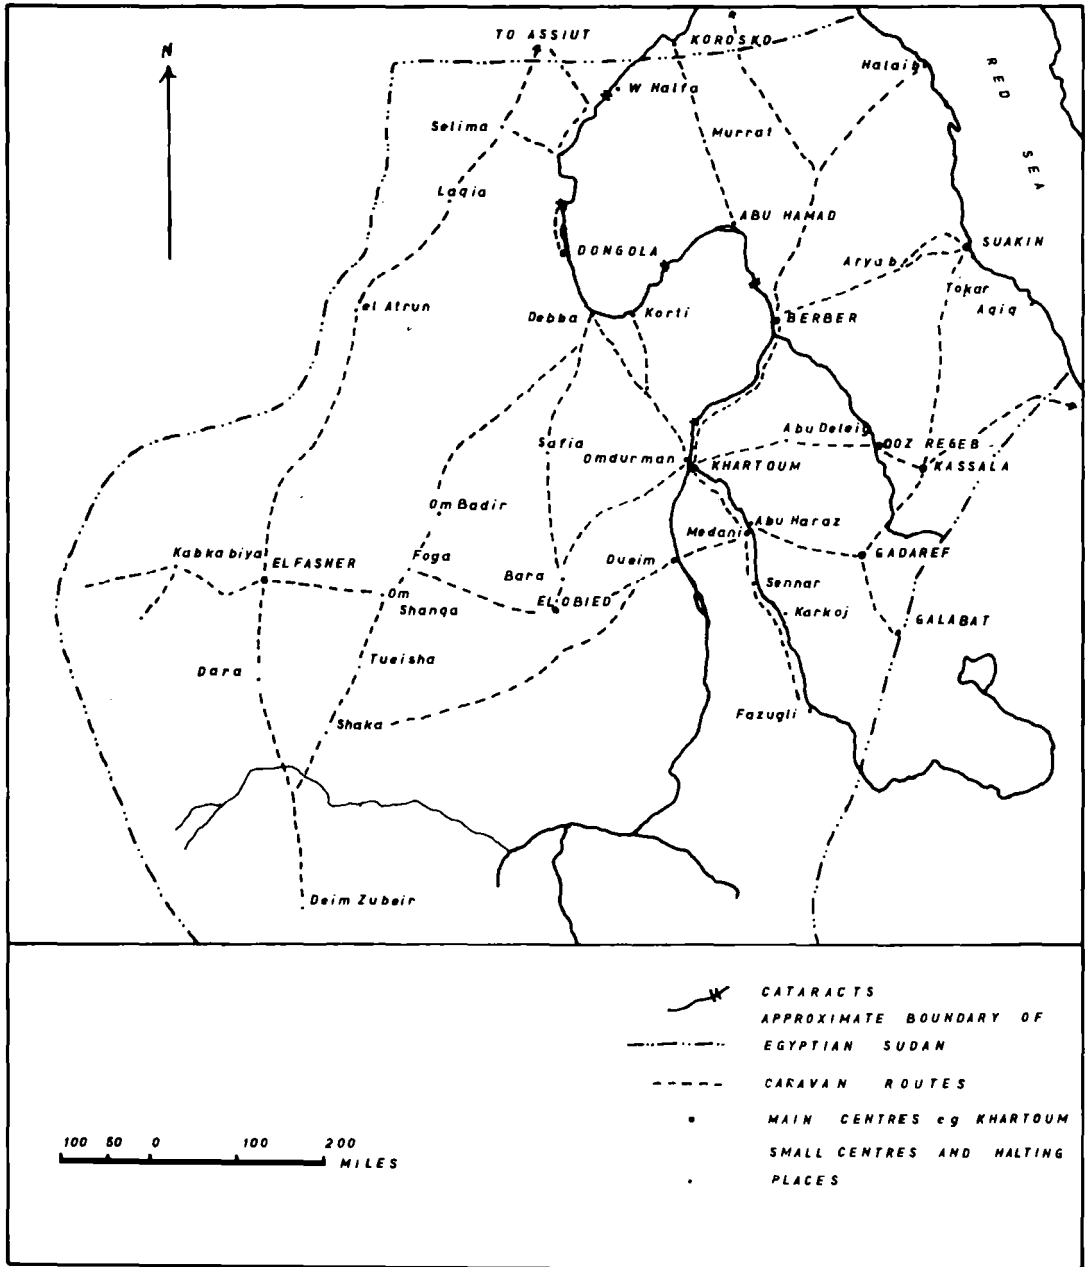 TO ASSIUT
KOROSKO
N
Halaib
RED SEA
W Halfa
Selima
Murrat
Laqia
ABU HAMAD
DONGOLA
SUAKIN
Aryab
Tokar
Aqiq
el Atrun
Debba
Korti
BERBER
Abu Deleig
Safia
OOZ REGEB
Omdurman
KHARTOUM
KASSALA
Om Badir
Abu Haraz
Medani
Kabkabiya
Foga
GADAREF
EL FASHER
Dueim
Bara
Sennar
Om
Shanqa
EL OBIED
Karkoj
GALABAT
Tueisha
Dara
Shaka
Fazugli
Deim Zubeir
CATARACTS
APPROXIMATE BOUNDARY OF
EGYPTIAN SUDAN
CARAVAN ROUTES
MAIN CENTRES eg KHARTOUM
SMALL CENTRES AND HALTING
PLACES
100 50 0 100 200
MILES